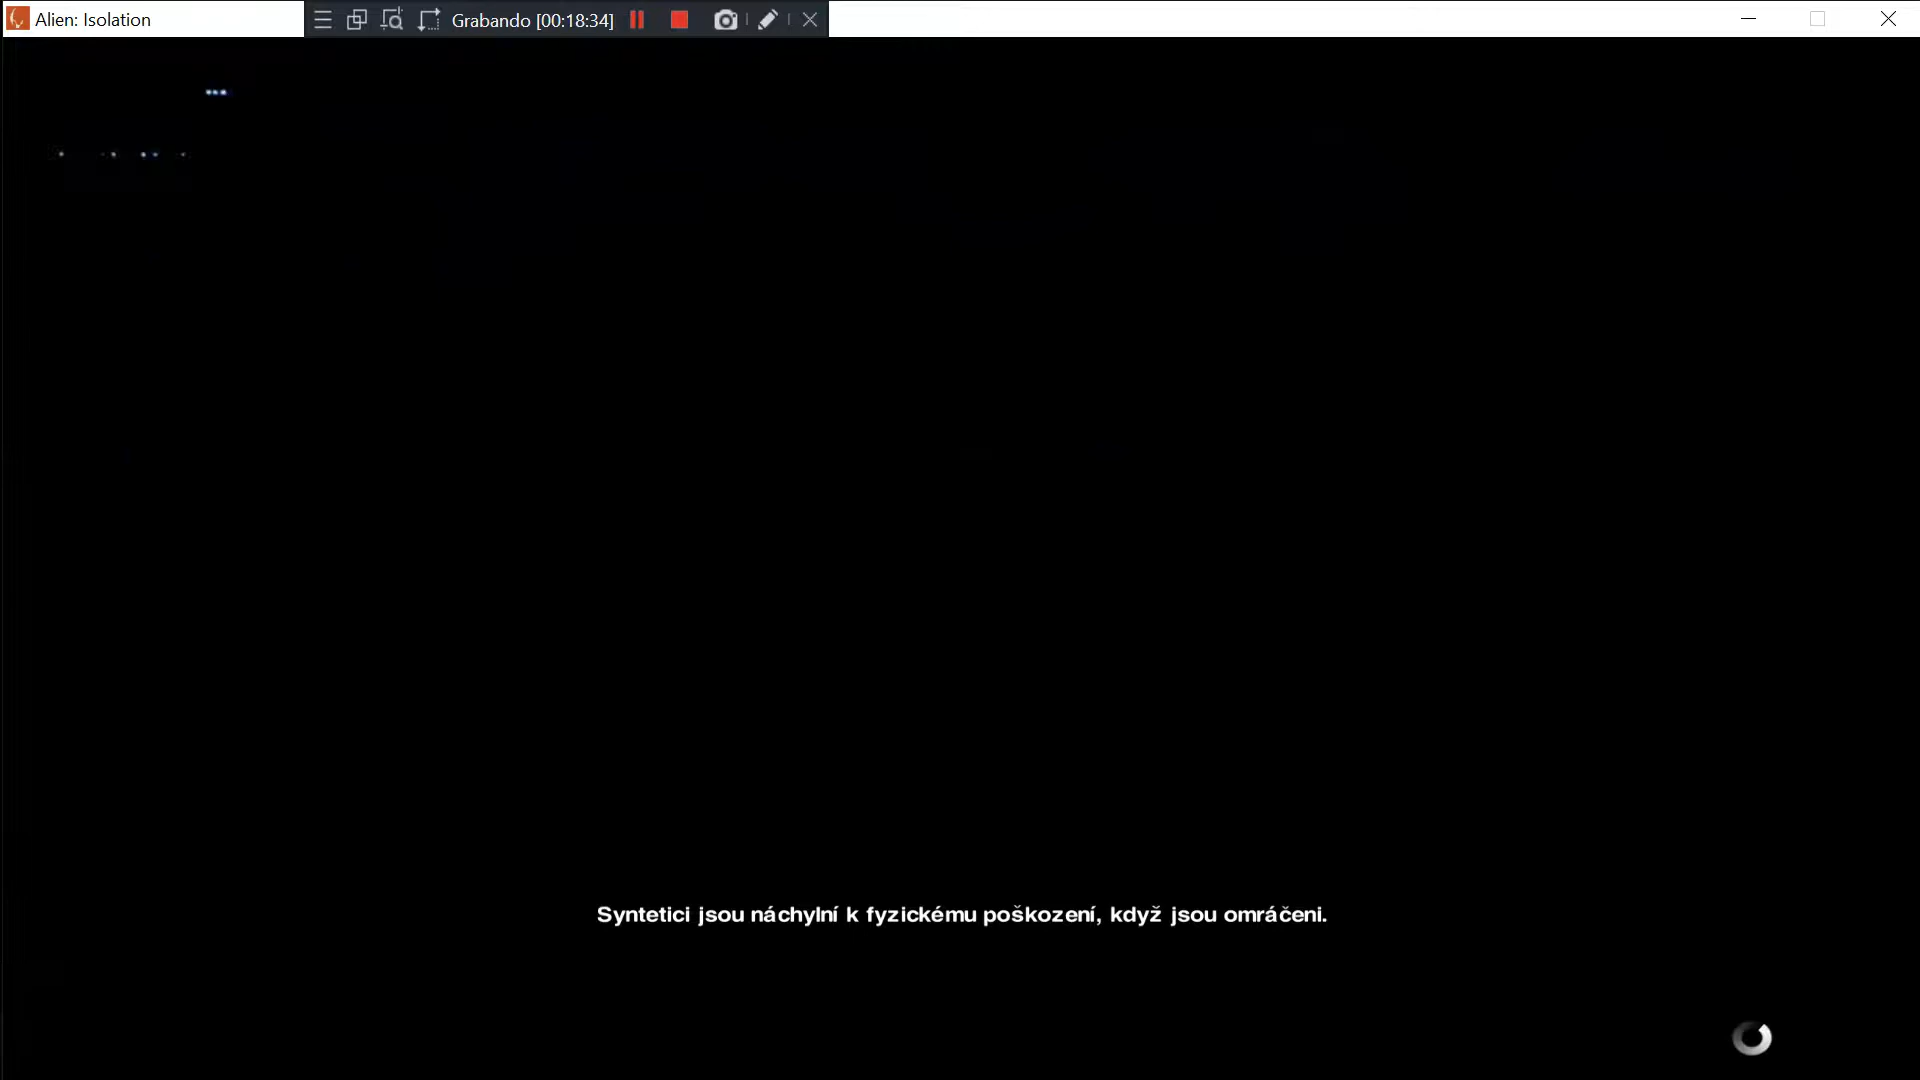 Alien: Isolation
Grabando [00:18:34]
Syntetici jsou náchylní k fyzickému poškození, když jsou omráčeni.